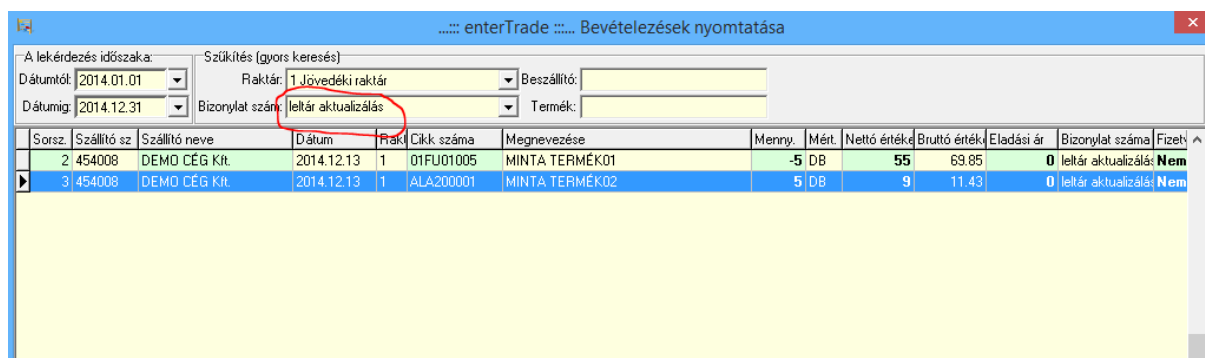 ...::: enterTrade :::... Bevételezések nyomtatása
A lekérdezés időszaka: Szűkítés (gyors keresés)
Dátumtól: 2014.01.01 Raktár: 1 Jövedéki raktár Beszállító:
Dátumig: 2014.12.31 Bizonylat szám: leltár aktualizálás Termék:
Sorsz. Szállító sz Szállító neve Dátum Rakt Cikk száma Megnevezése Menny. Mért. Nettó értéke Bruttó értéke Eladási ár Bizonylat száma Fizetv
2 454008 DEMO CÉG Kft. 2014.12.13 1 01FU01005 MINTA TERMÉK01 -5 DB 55 69.85 0 leltár aktualizálás Nem
3 454008 DEMO CÉG Kft. 2014.12.13 1 ALA200001 MINTA TERMÉK02 5 DB 9 11.43 0 leltár aktualizálás Nem